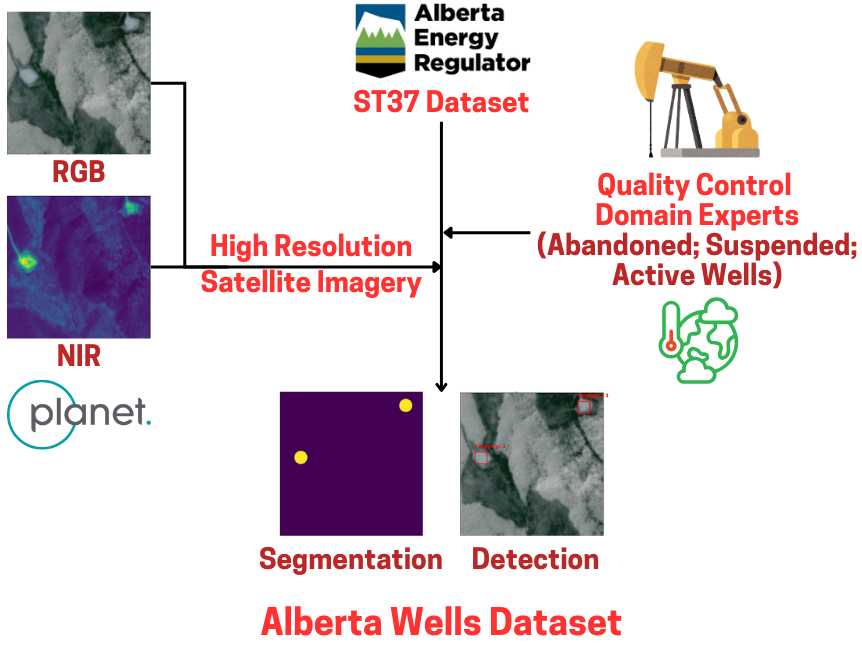 Alberta
Energy
Regulator
ST37 Dataset
RGB
NIR
planet.
High Resolution
Satellite Imagery
Quality Control
Domain Experts
(Abandoned; Suspended;
Active Wells)
Segmentation
Detection
Alberta Wells Dataset